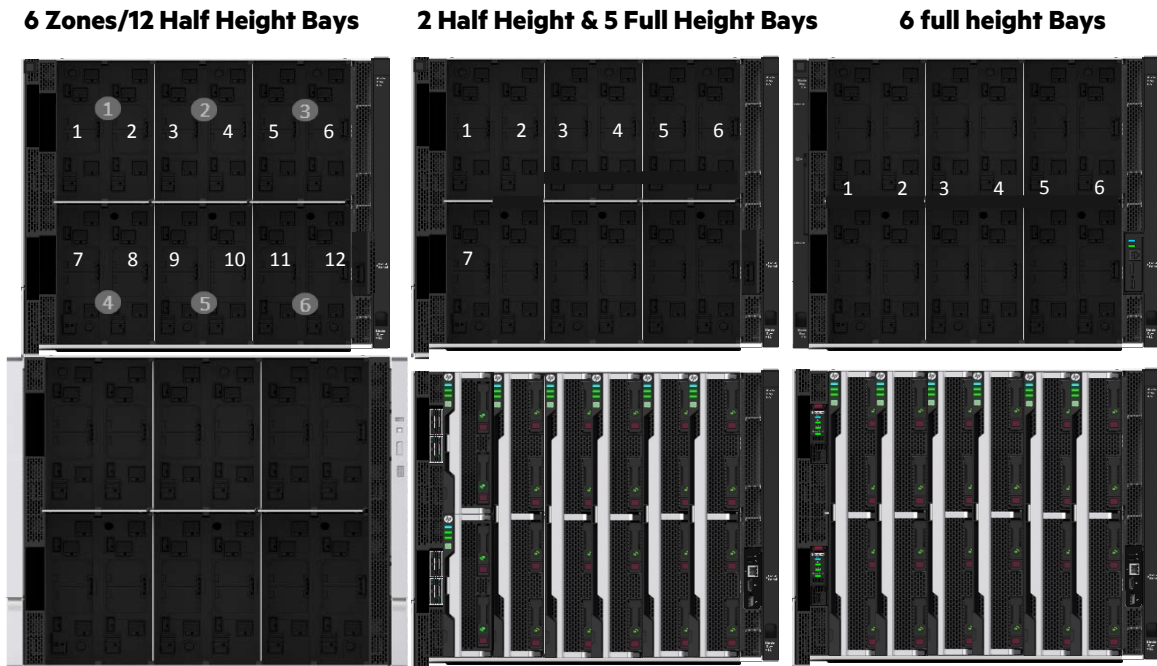 6 Zones/12 Half Height Bays
2 Half Height & 5 Full Height Bays
6 full height Bays
1 2 3
1 2 3 4 5 6
7 8 9 10 11 12
4 5 6
1 2 3 4 5 6
7
1 2 3 4 5 6